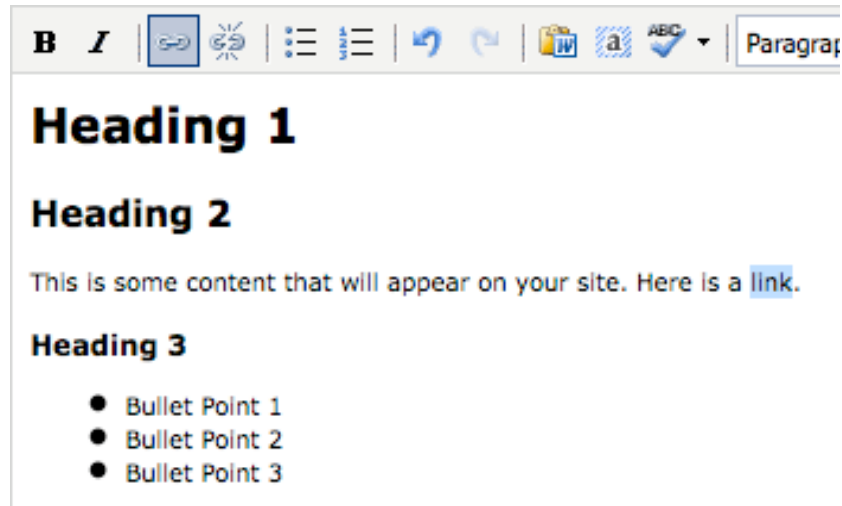 B I ABC Paragrap
Heading 1
Heading 2
This is some content that will appear on your site. Here is a link.
Heading 3
• Bullet Point 1
• Bullet Point 2
• Bullet Point 3